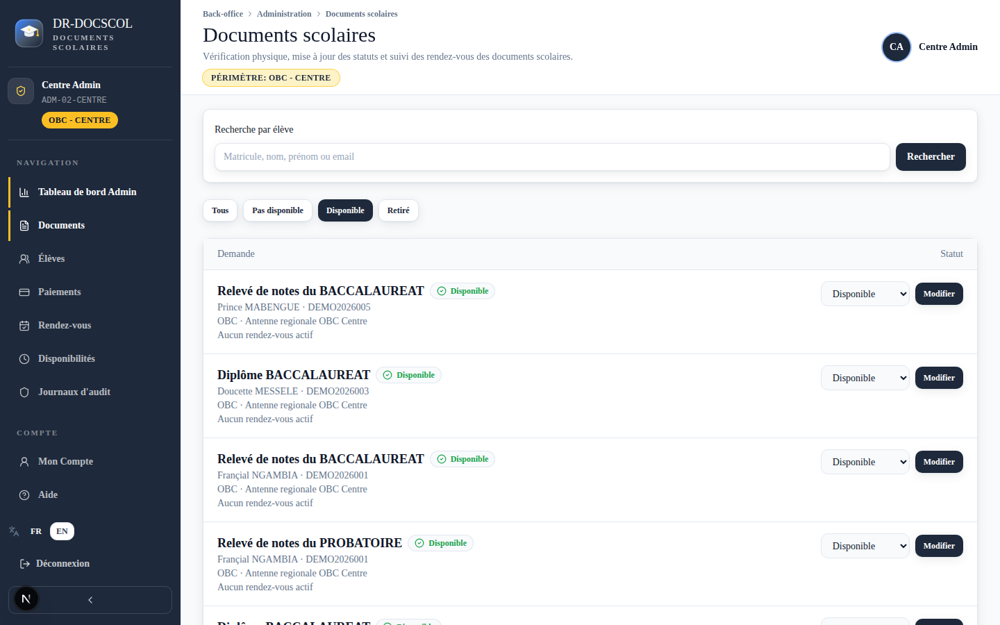 DR-DOCSCOL
DOCUMENTS
SCOLAIRES
Centre Admin
ADM-02-CENTRE
OBC - CENTRE
NAVIGATION
Tableau de bord Admin
Documents
Élèves
Paiements
Rendez-vous
Disponibilités
Journaux d'audit
COMPTE
Mon Compte
Aide
FR EN
Déconnexion
N
Back-office > Administration > Documents scolaires
Documents scolaires
Vérification physique, mise à jour des statuts et suivi des rendez-vous des documents scolaires.
PÉRIMÈTRE: OBC - CENTRE
CA Centre Admin
Recherche par élève
Matricule, nom, prénom ou email Rechercher
Tous Pas disponible Disponible Retiré
Demande Statut
Relevé de notes du BACCALAUREAT Disponible Disponible Modifier
Prince MABENGUE · DEMO2026005
OBC · Antenne regionale OBC Centre
Aucun rendez-vous actif
Diplôme BACCALAUREAT Disponible Disponible Modifier
Doucette MESSELE · DEMO2026003
OBC · Antenne regionale OBC Centre
Aucun rendez-vous actif
Relevé de notes du BACCALAUREAT Disponible Disponible Modifier
Françial NGAMBIA · DEMO2026001
OBC · Antenne regionale OBC Centre
Aucun rendez-vous actif
Relevé de notes du PROBATOIRE Disponible Disponible Modifier
Françial NGAMBIA · DEMO2026001
OBC · Antenne regionale OBC Centre
Aucun rendez-vous actif
Diplôme BACCALAUREAT Disponible